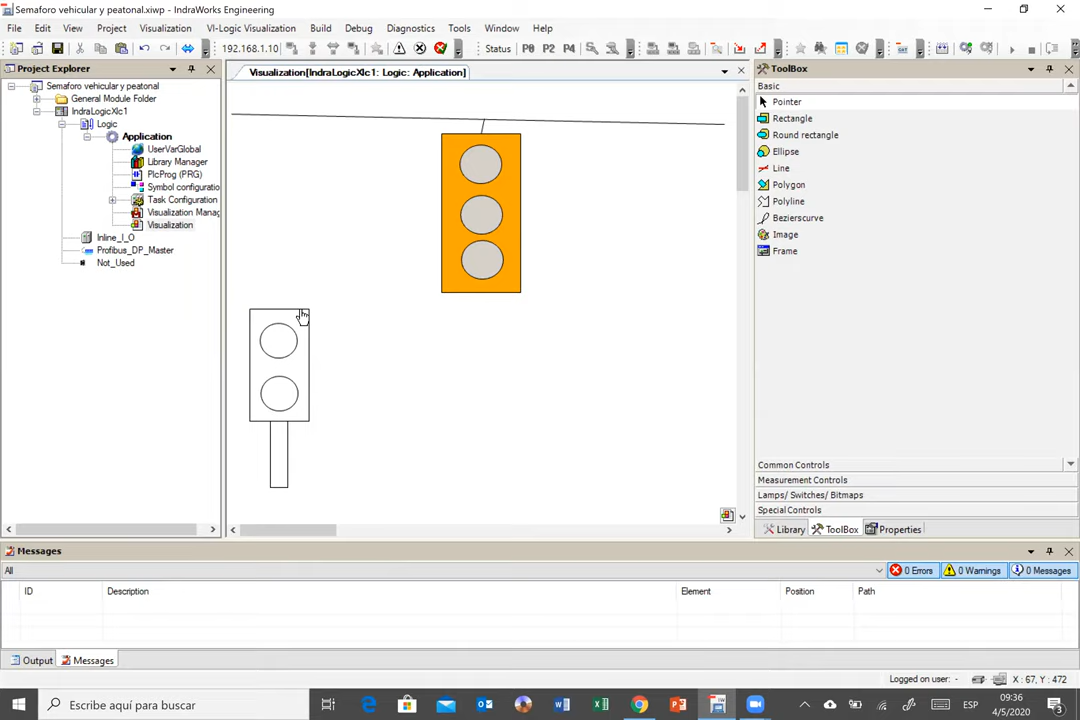 Semaforo vehicular y peatonal.xiwp - IndraWorks Engineering
File Edit View Project Visualization VI-Logic Visualization Build Debug Diagnostics Tools Window Help
192.168.1.10 Status P0 P2 P4
Project Explorer
Semaforo vehicular y peatonal
General Module Folder
IndraLogicXlc1
Logic
Application
UserVarGlobal
Library Manager
PlcProg (PRG)
Symbol configuratio
Task Configuration
Visualization Manag
Visualization
Inline_I_O
Profibus_DP_Master
Not_Used
Visualization[IndraLogicXlc1: Logic: Application]
ToolBox
Basic
Pointer
Rectangle
Round rectangle
Ellipse
Line
Polygon
Polyline
Bezierscurve
Image
Frame
Common Controls
Measurement Controls
Lamps/ Switches/ Bitmaps
Special Controls
Library ToolBox Properties
Messages
All 0 Errors 0 Warnings 0 Messages
ID Description Element Position Path
Output Messages
Logged on user: - X : 67, Y : 472
Escribe aquí para buscar
ESP
09:36
4/5/2020
3